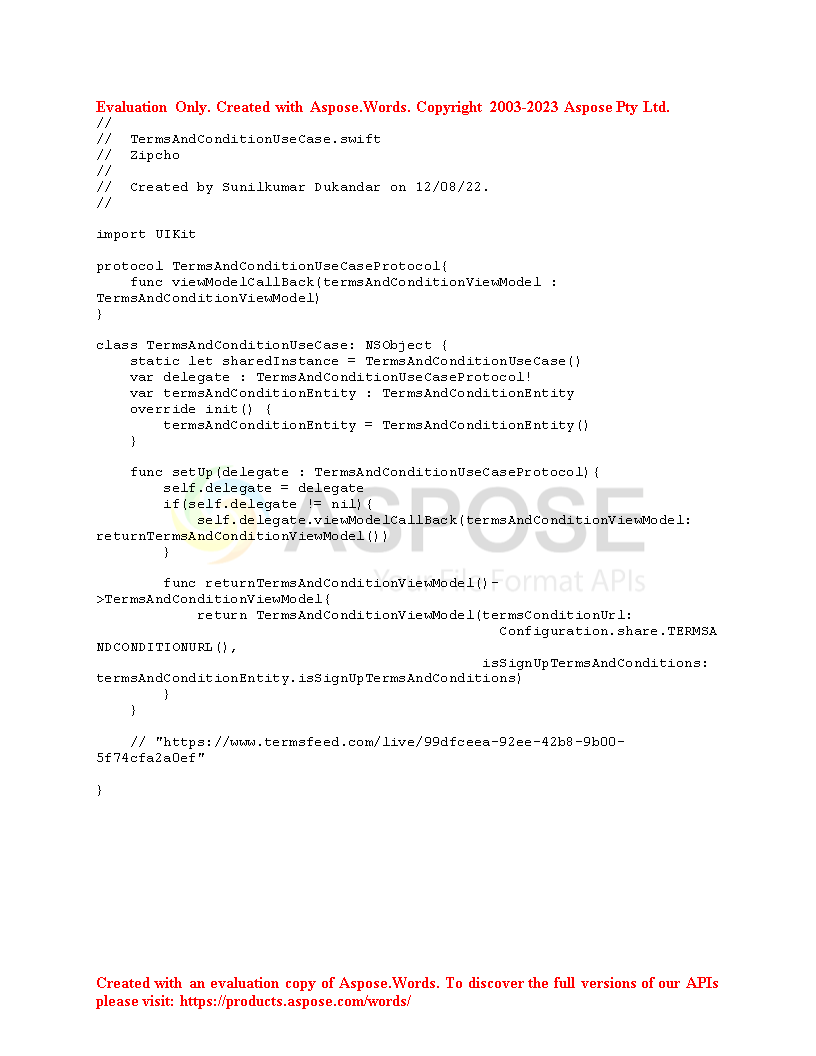 Evaluation Only. Created with Aspose.Words. Copyright 2003-2023 Aspose Pty Ltd.
//
//  TermsAndConditionUseCase.swift
//  Zipcho
//
//  Created by Sunilkumar Dukandar on 12/08/22.
//
import UIKit
protocol TermsAndConditionUseCaseProtocol{
    func viewModelCallBack(termsAndConditionViewModel :
TermsAndConditionViewModel)
}
class TermsAndConditionUseCase: NSObject {
    static let sharedInstance = TermsAndConditionUseCase()
    var delegate : TermsAndConditionUseCaseProtocol!
    var termsAndConditionEntity : TermsAndConditionEntity
    override init() {
        termsAndConditionEntity = TermsAndConditionEntity()
    }
    func setUp(delegate : TermsAndConditionUseCaseProtocol){
        self.delegate = delegate
        if(self.delegate != nil){
            self.delegate.viewModelCallBack(termsAndConditionViewModel:
returnTermsAndConditionViewModel())
        }
        func returnTermsAndConditionViewModel()-
>TermsAndConditionViewModel{
            return TermsAndConditionViewModel(termsConditionUrl:
                                                Configuration.share.TERMSA
NDCONDITIONURL(),
                                              isSignUpTermsAndConditions:
termsAndConditionEntity.isSignUpTermsAndConditions)
        }
    }
    // "https://www.termsfeed.com/live/99dfceea-92ee-42b8-9b00-
5f74cfa2a0ef"
}
ASPOSE
Your File Format APIs
Created with an evaluation copy of Aspose.Words. To discover the full versions of our APIs
please visit: https://products.aspose.com/words/